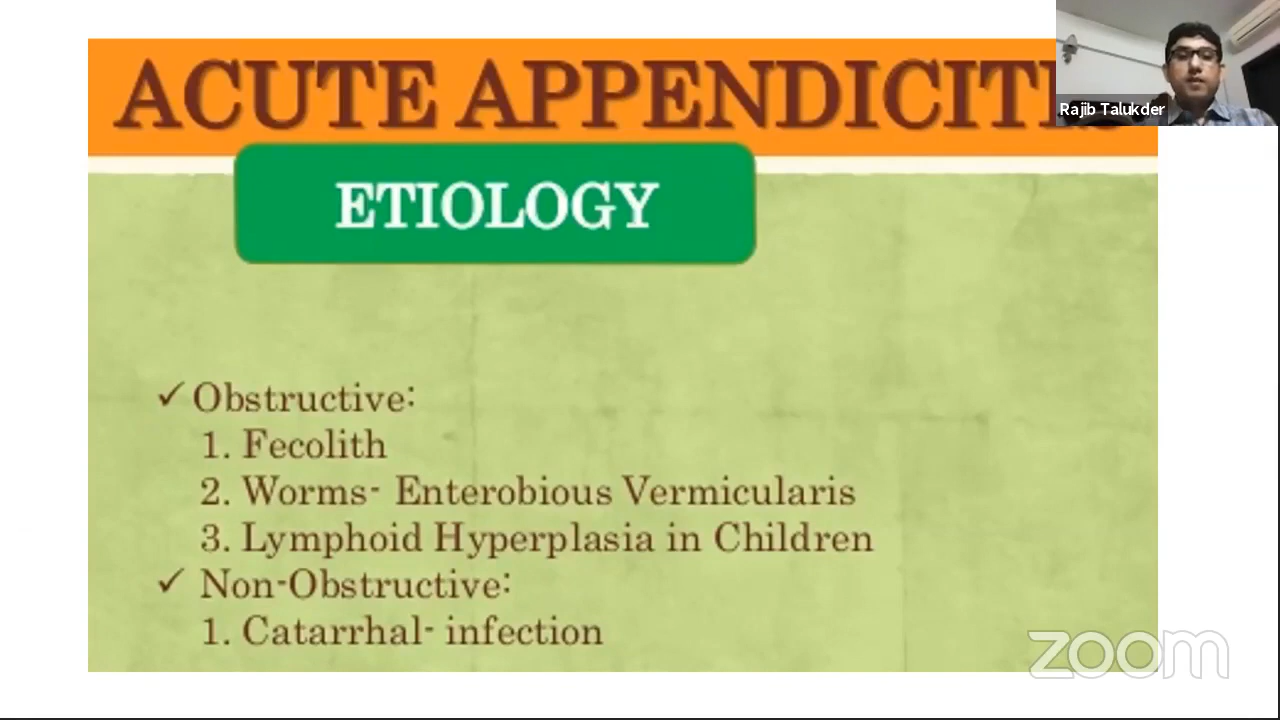 ACUTE APPENDICITI
Rajib Talukder
ETIOLOGY
✓ Obstructive:
1. Fecolith
2. Worms- Enterobious Vermicularis
3. Lymphoid Hyperplasia in Children
✓ Non-Obstructive:
1. Catarrhal- infection
zoom